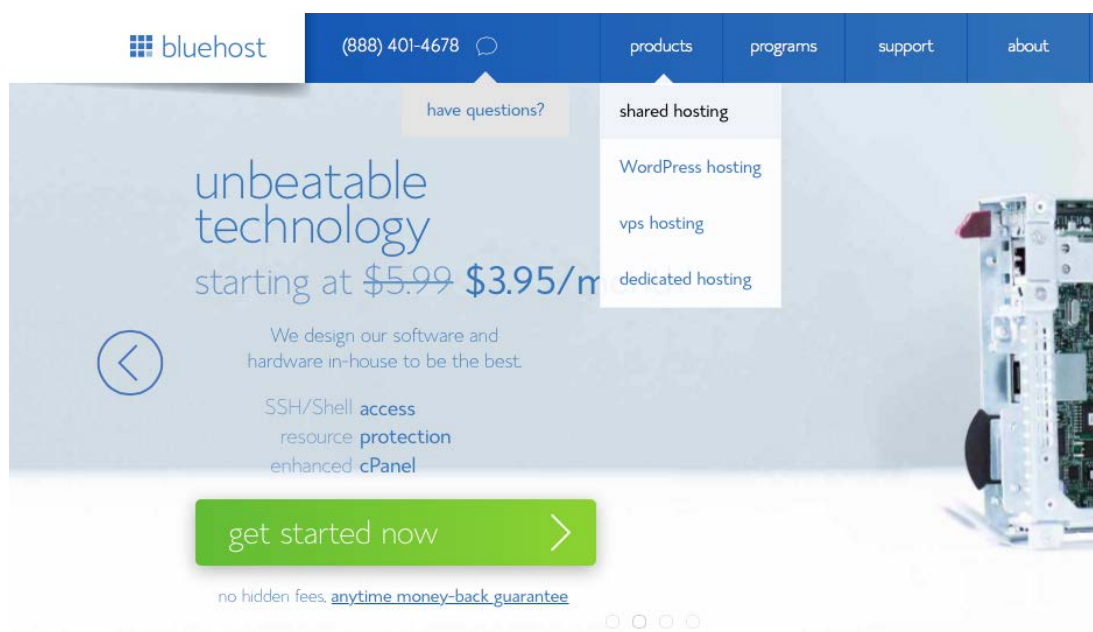 bluehost
(888) 401-4678
products
programs
support
about
have questions?
shared hosting
WordPress hosting
vps hosting
dedicated hosting
unbeatable
technology
starting at $5.99 $3.95/m
We design our software and
hardware in-house to be the best.
SSH/Shell access
resource protection
enhanced cPanel
get started now
no hidden fees, anytime money-back guarantee